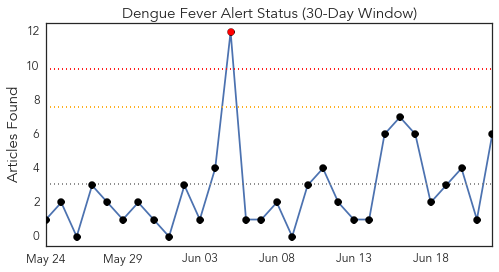 Dengue Fever Alert Status (30-Day Window)
Articles Found
12
10
8
6
4
2
0
May 24 May 29 Jun 03 Jun 08 Jun 13 Jun 18